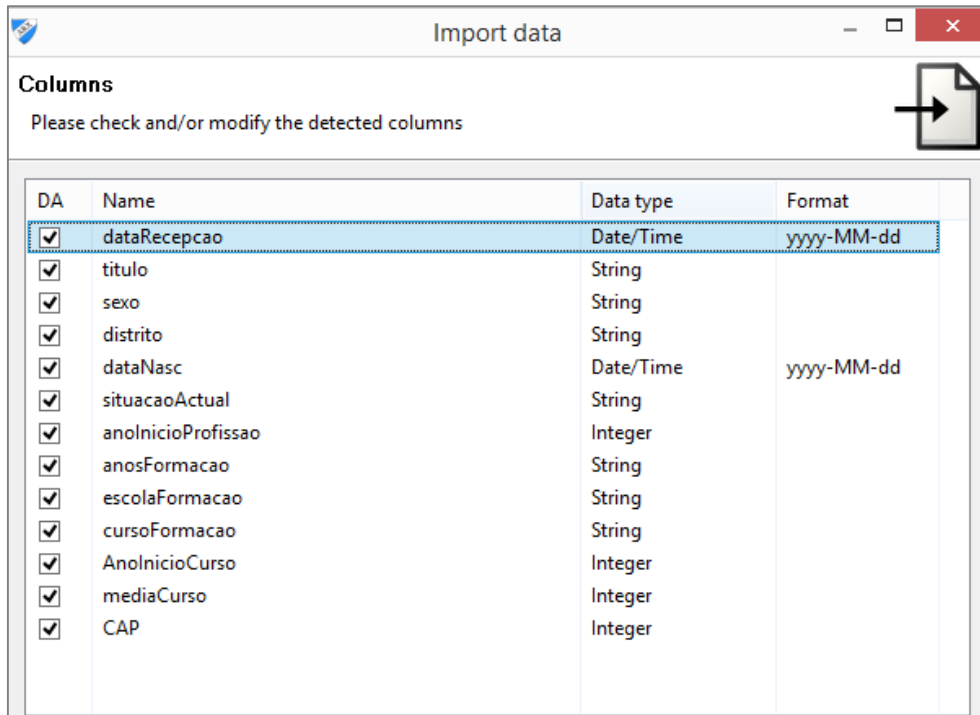 Import data
Columns
Please check and/or modify the detected columns
DA Name Data type Format
dataRecepcao Date/Time yyyy-MM-dd
titulo String
sexo String
distrito String
dataNasc Date/Time yyyy-MM-dd
situacaoActual String
anoInicioProfissao Integer
anosFormacao String
escolaFormacao String
cursoFormacao String
AnoInicioCurso Integer
mediaCurso Integer
CAP Integer